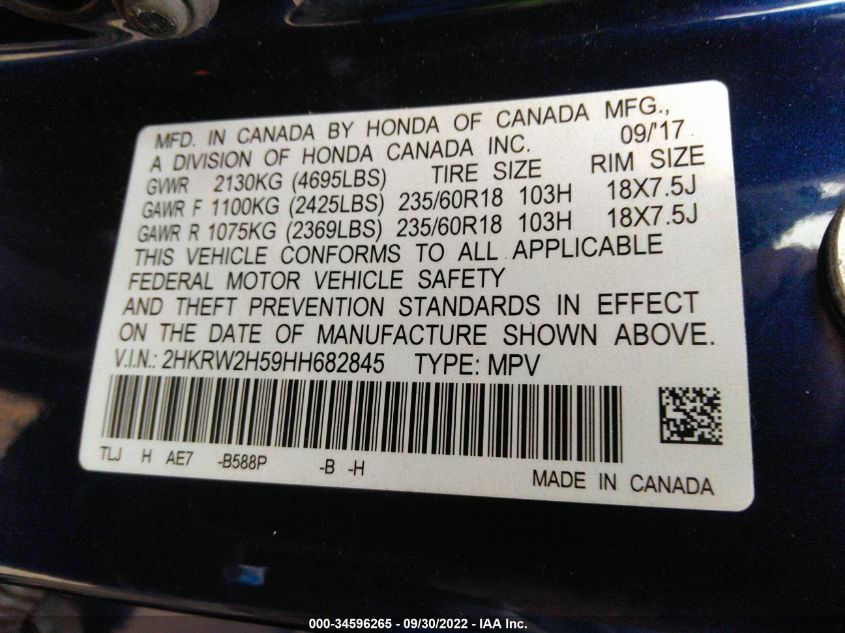 MFD. IN CANADA BY HONDA OF CANADA MFG.,
A DIVISION OF HONDA CANADA INC. 09/'17
GVWR 2130KG (4695LBS) TIRE SIZE RIM SIZE
GAWR F 1100KG (2425LBS) 235/60R18 103H 18X7.5J
GAWR R 1075KG (2369LBS) 235/60R18 103H 18X7.5J
THIS VEHICLE CONFORMS TO ALL APPLICABLE
FEDERAL MOTOR VEHICLE SAFETY
AND THEFT PREVENTION STANDARDS IN EFFECT
ON THE DATE OF MANUFACTURE SHOWN ABOVE.
V.I.N.: 2HKRW2H59HH682845 TYPE: MPV
TLJ H AE7 -B588P -B -H
MADE IN CANADA
000-34596265 - 09/30/2022 - IAA Inc.